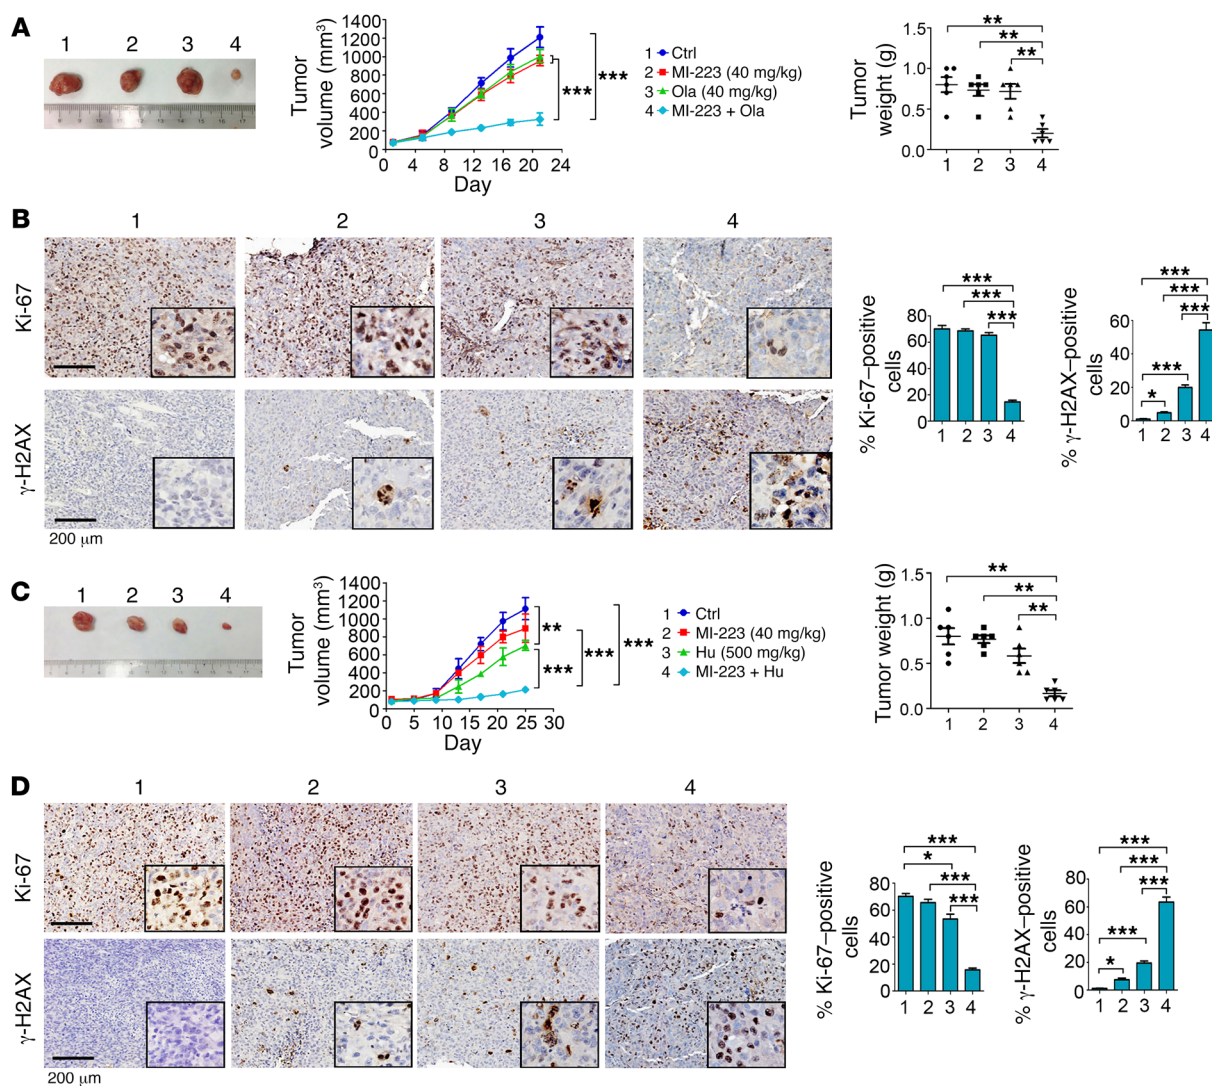 A
1 2 3 4
Tumor
volume (mm³)
1400
1200
1000
800
600
400
200
0
0 4 8 12 16 20 24
Day
***
***
1 Ctrl
2 MI-223 (40 mg/kg)
3 Ola (40 mg/kg)
4 MI-223 + Ola
Tumor
weight (g)
**
**
**
1.5
1.0
0.5
0.0
1 2 3 4
B
1 2 3 4
Ki-67
γ-H2AX
200 μm
% Ki-67–positive
cells
***
***
***
80
60
40
20
0
1 2 3 4
% γ-H2AX–positive
cells
***
***
***
***
*
60
40
20
0
1 2 3 4
C
1 2 3 4
Tumor
volume (mm³)
1400
1200
1000
800
600
400
200
0
0 5 10 15 20 25 30
Day
**
***
***
***
1 Ctrl
2 MI-223 (40 mg/kg)
3 Hu (500 mg/kg)
4 MI-223 + Hu
Tumor weight (g)
**
**
**
1.5
1.0
0.5
0.0
1 2 3 4
D
1 2 3 4
Ki-67
γ-H2AX
200 μm
% Ki-67–positive
cells
***
*
***
***
80
60
40
20
0
1 2 3 4
% γ-H2AX–positive
cells
***
***
***
***
*
80
60
40
20
0
1 2 3 4